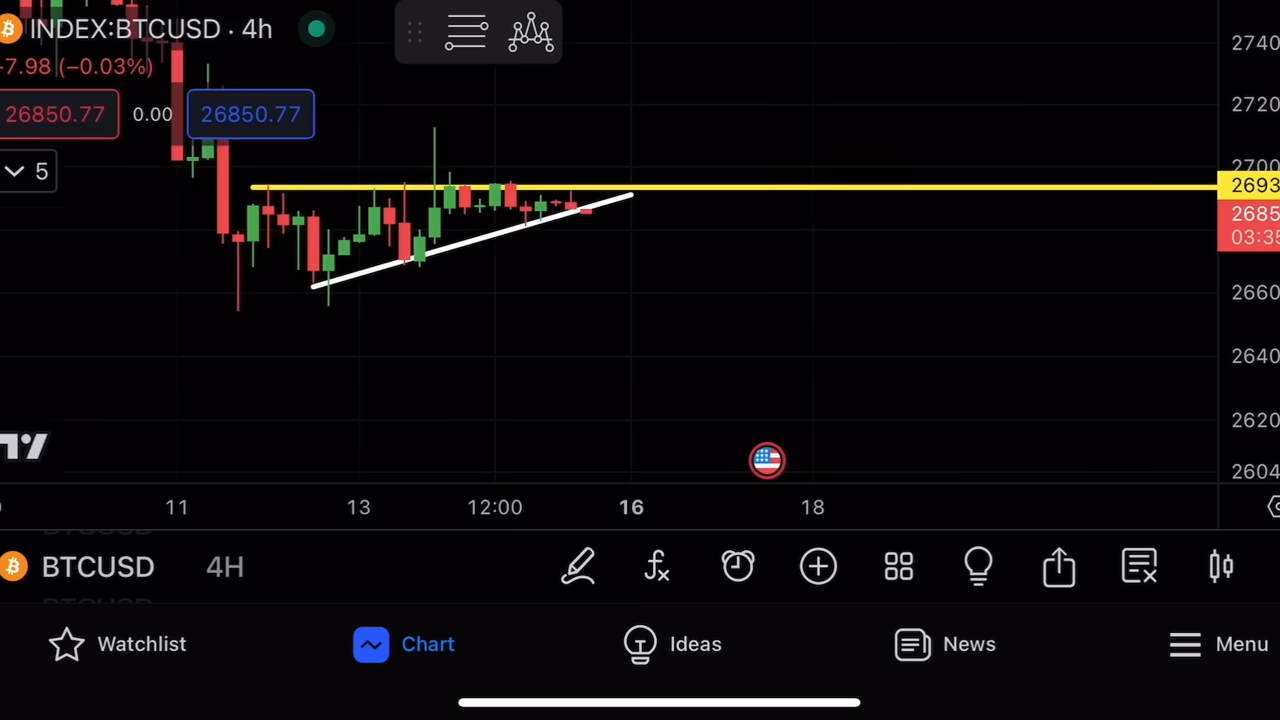 INDEX:BTCUSD · 4h
-7.98 (−0.03%)
26850.77
0.00
26850.77
5
2740
2720
2700
2693
2685
03:35
2660
2640
2620
2604
11
13
12:00
16
18
BTCUSD
4H
Watchlist
Chart
Ideas
News
Menu